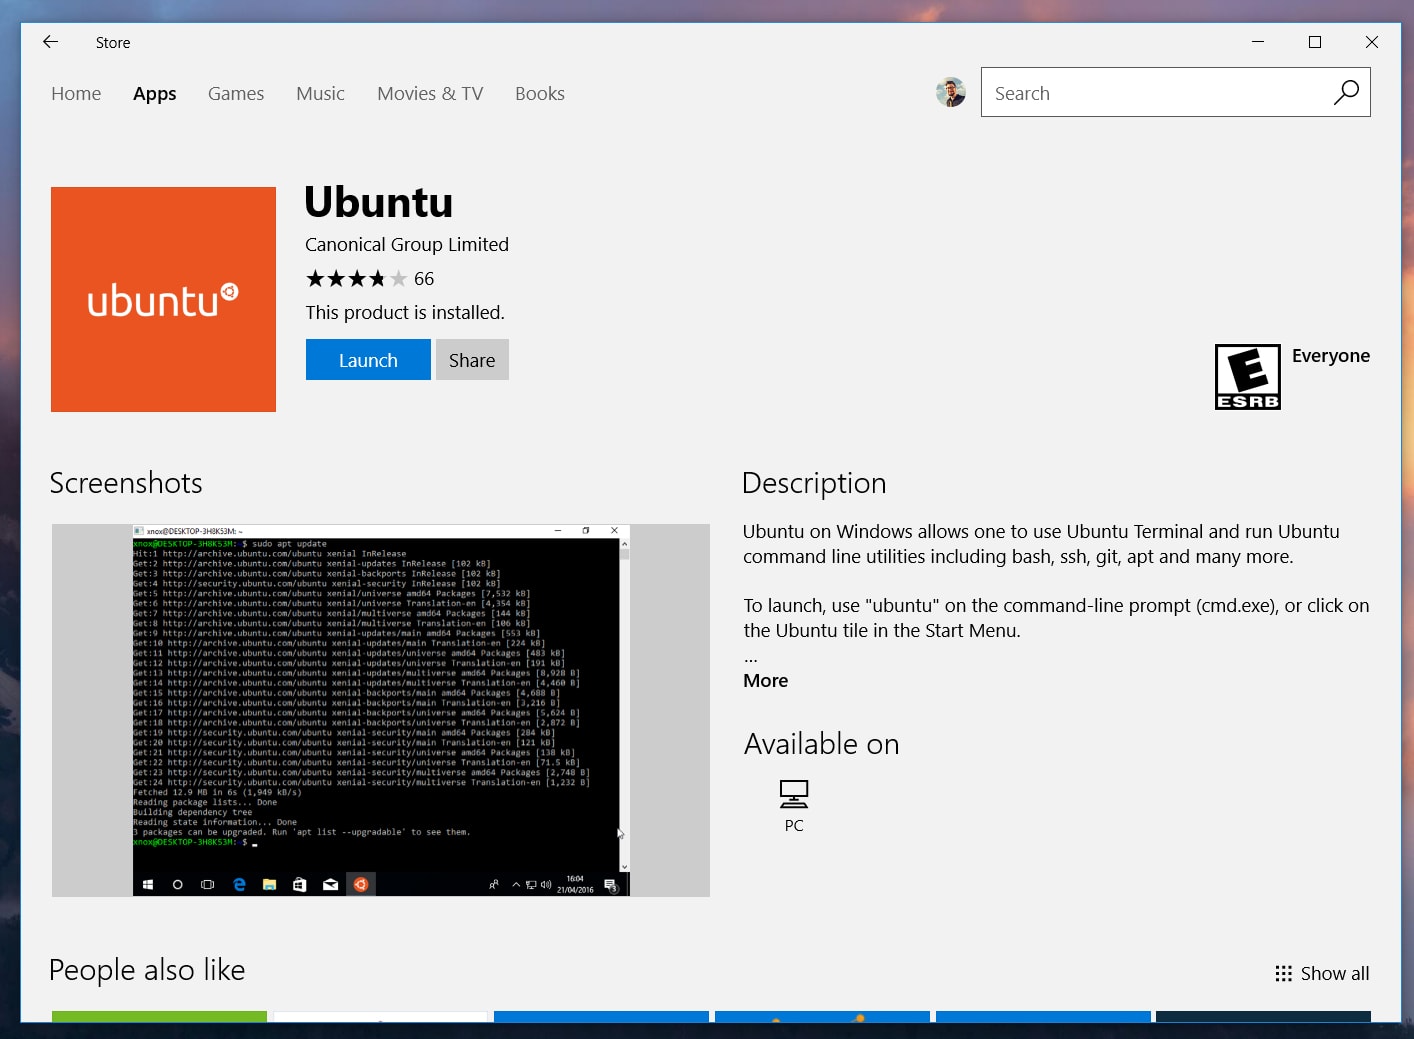 Store
Home Apps Games Music Movies & TV Books
Search
ubuntu
Ubuntu
Canonical Group Limited
66
This product is installed.
Launch Share
E
ESRB
Everyone
Screenshots
xnox@DESKTOP-3H8K53M: ~
xnox@DESKTOP-3H8K53M: $ sudo apt update
Hit:1 http://archive.ubuntu.com/ubuntu xenial InRelease
Get:2 http://archive.ubuntu.com/ubuntu xenial-updates InRelease [102 kB]
Get:3 http://archive.ubuntu.com/ubuntu xenial-backports InRelease [102 kB]
Get:4 http://security.ubuntu.com/ubuntu xenial-security InRelease [102 kB]
Get:5 http://archive.ubuntu.com/ubuntu xenial/universe amd64 Packages [7,532 kB]
Get:6 http://archive.ubuntu.com/ubuntu xenial/universe Translation-en [4,354 kB]
Get:7 http://archive.ubuntu.com/ubuntu xenial/multiverse amd64 Packages [144 kB]
Get:8 http://archive.ubuntu.com/ubuntu xenial/multiverse Translation-en [106 kB]
Get:9 http://archive.ubuntu.com/ubuntu xenial-updates/main amd64 Packages [553 kB]
Get:10 http://archive.ubuntu.com/ubuntu xenial-updates/main Translation-en [224 kB]
Get:11 http://archive.ubuntu.com/ubuntu xenial-updates/universe amd64 Packages [483 kB]
Get:12 http://archive.ubuntu.com/ubuntu xenial-updates/universe Translation-en [191 kB]
Get:13 http://archive.ubuntu.com/ubuntu xenial-updates/multiverse amd64 Packages [8,928 B]
Get:14 http://archive.ubuntu.com/ubuntu xenial-updates/multiverse Translation-en [4,460 B]
Get:15 http://archive.ubuntu.com/ubuntu xenial-backports/main amd64 Packages [4,688 B]
Get:16 http://archive.ubuntu.com/ubuntu xenial-backports/main Translation-en [3,216 B]
Get:17 http://archive.ubuntu.com/ubuntu xenial-backports/universe amd64 Packages [5,624 B]
Get:18 http://archive.ubuntu.com/ubuntu xenial-backports/universe Translation-en [2,872 B]
Get:19 http://security.ubuntu.com/ubuntu xenial-security/main amd64 Packages [284 kB]
Get:20 http://security.ubuntu.com/ubuntu xenial-security/main Translation-en [121 kB]
Get:21 http://security.ubuntu.com/ubuntu xenial-security/universe amd64 Packages [138 kB]
Get:22 http://security.ubuntu.com/ubuntu xenial-security/universe Translation-en [71.5 kB]
Get:23 http://security.ubuntu.com/ubuntu xenial-security/multiverse amd64 Packages [2,748 B]
Get:24 http://security.ubuntu.com/ubuntu xenial-security/multiverse Translation-en [1,232 B]
Fetched 12.9 MB in 6s (1,949 kB/s)
Reading package lists... Done
Building dependency tree
Reading state information... Done
3 packages can be upgraded. Run 'apt list --upgradable' to see them.
xnox@DESKTOP-3H8K53M: $
16:04
21/04/2016
3
Description
Ubuntu on Windows allows one to use Ubuntu Terminal and run Ubuntu
command line utilities including bash, ssh, git, apt and many more.
To launch, use "ubuntu" on the command-line prompt (cmd.exe), or click on
the Ubuntu tile in the Start Menu.
...
More
Available on
PC
People also like
Show all